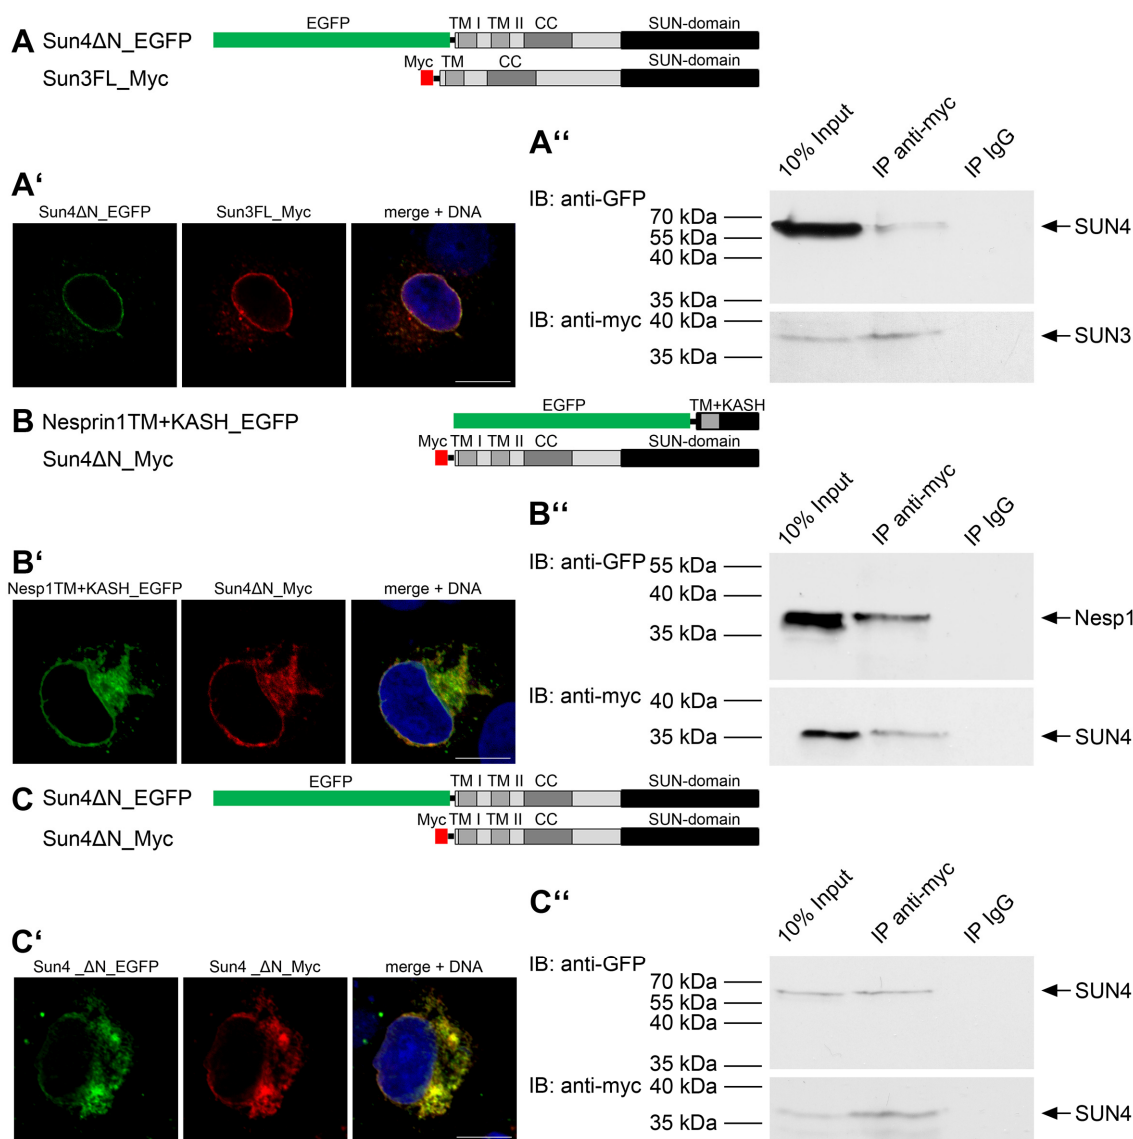 A Sun4ΔN_EGFP EGFP TM I TM II CC SUN-domain
Sun3FL_Myc Myc TM CC SUN-domain
A‘
Sun4ΔN_EGFP Sun3FL_Myc merge + DNA
A‘‘
10% Input IP anti-myc IP IgG
IB: anti-GFP
70 kDa
55 kDa
40 kDa
35 kDa
SUN4
IB: anti-myc
40 kDa
35 kDa
SUN3
B Nesprin1TM+KASH_EGFP EGFP TM+KASH
Sun4ΔN_Myc Myc TM I TM II CC SUN-domain
B‘
Nesp1TM+KASH_EGFP Sun4ΔN_Myc merge + DNA
B‘‘
10% Input IP anti-myc IP IgG
IB: anti-GFP
55 kDa
40 kDa
35 kDa
Nesp1
IB: anti-myc
40 kDa
35 kDa
SUN4
C Sun4ΔN_EGFP EGFP TM I TM II CC SUN-domain
Sun4ΔN_Myc Myc TM I TM II CC SUN-domain
C‘
Sun4 _ΔN_EGFP Sun4 _ΔN_Myc merge + DNA
C‘‘
10% Input IP anti-myc IP IgG
IB: anti-GFP
70 kDa
55 kDa
40 kDa
35 kDa
SUN4
IB: anti-myc
40 kDa
35 kDa
SUN4